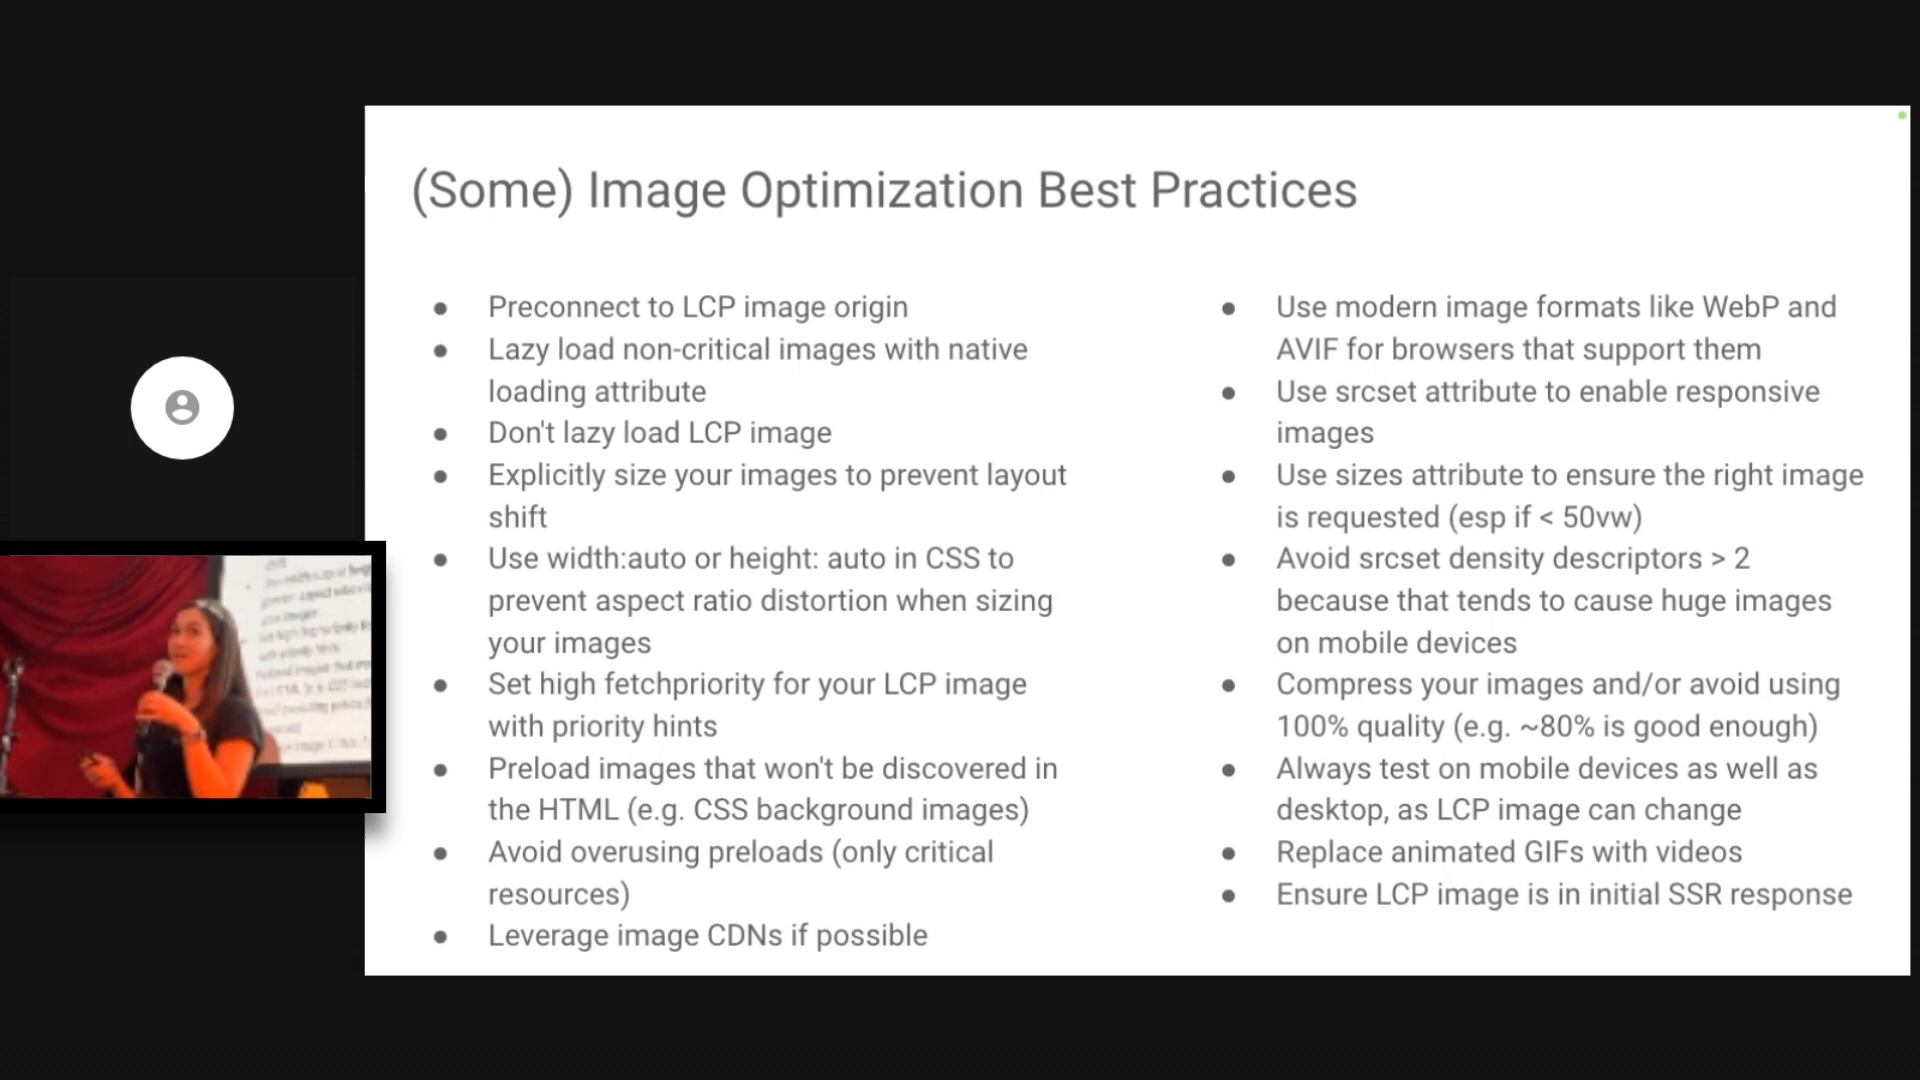 (Some) Image Optimization Best Practices
● Preconnect to LCP image origin
● Lazy load non-critical images with native
loading attribute
● Don't lazy load LCP image
● Explicitly size your images to prevent layout
shift
● Use width:auto or height: auto in CSS to
prevent aspect ratio distortion when sizing
your images
● Set high fetchpriority for your LCP image
with priority hints
● Preload images that won't be discovered in
the HTML (e.g. CSS background images)
● Avoid overusing preloads (only critical
resources)
● Leverage image CDNs if possible
● Use modern image formats like WebP and
AVIF for browsers that support them
● Use srcset attribute to enable responsive
images
● Use sizes attribute to ensure the right image
is requested (esp if < 50vw)
● Avoid srcset density descriptors > 2
because that tends to cause huge images
on mobile devices
● Compress your images and/or avoid using
100% quality (e.g. ~80% is good enough)
● Always test on mobile devices as well as
desktop, as LCP image can change
● Replace animated GIFs with videos
● Ensure LCP image is in initial SSR response